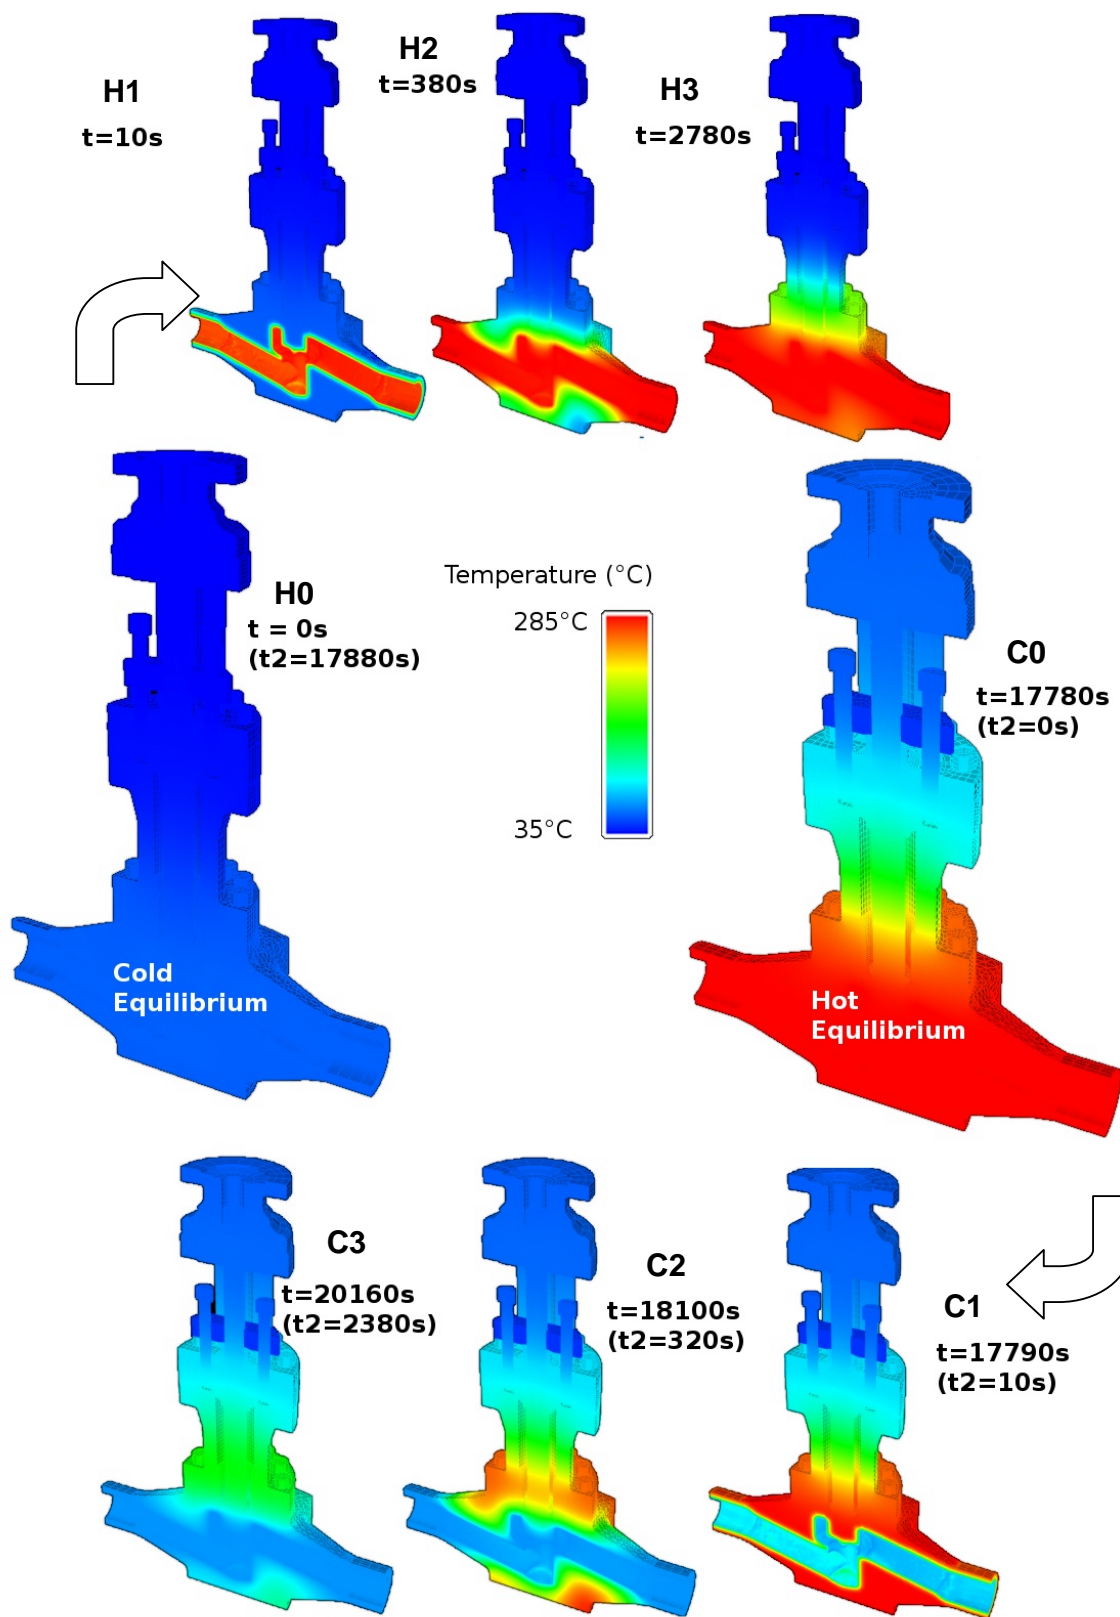 H1
t=10s
H2
t=380s
H3
t=2780s
H0
t = 0s
(t2=17880s)
Cold
Equilibrium
Temperature (°C)
285°C
35°C
C0
t=17780s
(t2=0s)
Hot
Equilibrium
C3
t=20160s
(t2=2380s)
C2
t=18100s
(t2=320s)
C1
t=17790s
(t2=10s)